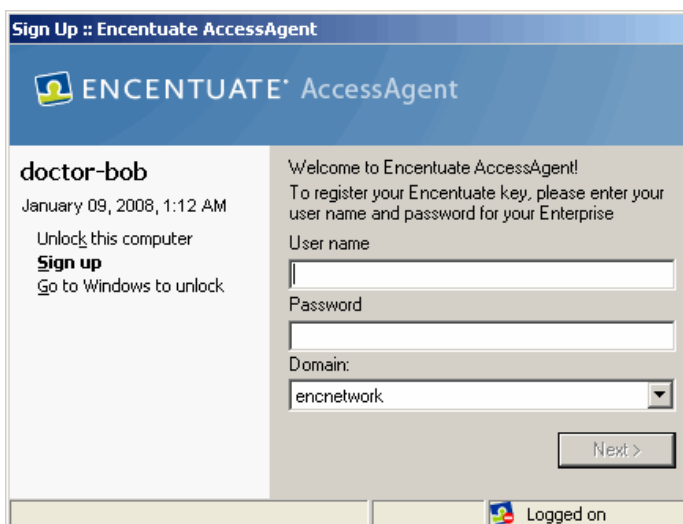 Sign Up :: Encentuate AccessAgent
ENCENTUATE® AccessAgent
doctor-bob
January 09, 2008, 1:12 AM
Unlock this computer
Sign up
Go to Windows to unlock
Welcome to Encentuate AccessAgent!
To register your Encentuate key, please enter your
user name and password for your Enterprise
User name
Password
Domain:
encnetwork
Next >
Logged on